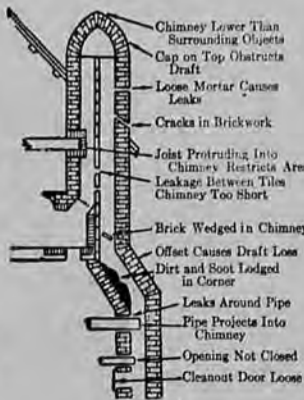 Chimney Lower Than
Surrounding Objects
Cap on Top Obstructs
Draft
Loose Mortar Causes
Leaks
Cracks in Brickwork
Joist Protruding Into
Chimney Restricts Area
Leakage Between Tiles
Chimney Too Short
Brick Wedged in Chimney
Offset Causes Draft Loss
Dirt and Soot Lodged
in Corner
Leaks Around Pipe
Pipe Projects Into
Chimney
Opening Not Closed
Cleanout Door Loose